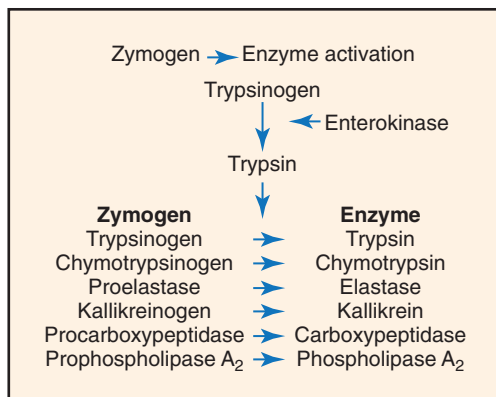 Zymogen → Enzyme activation
Trypsinogen
Enterokinase
Trypsin
Zymogen Enzyme
Trypsinogen → Trypsin
Chymotrypsinogen → Chymotrypsin
Proelastase → Elastase
Kallikreinogen → Kallikrein
Procarboxypeptidase → Carboxypeptidase
Prophospholipase A₂ → Phospholipase A₂